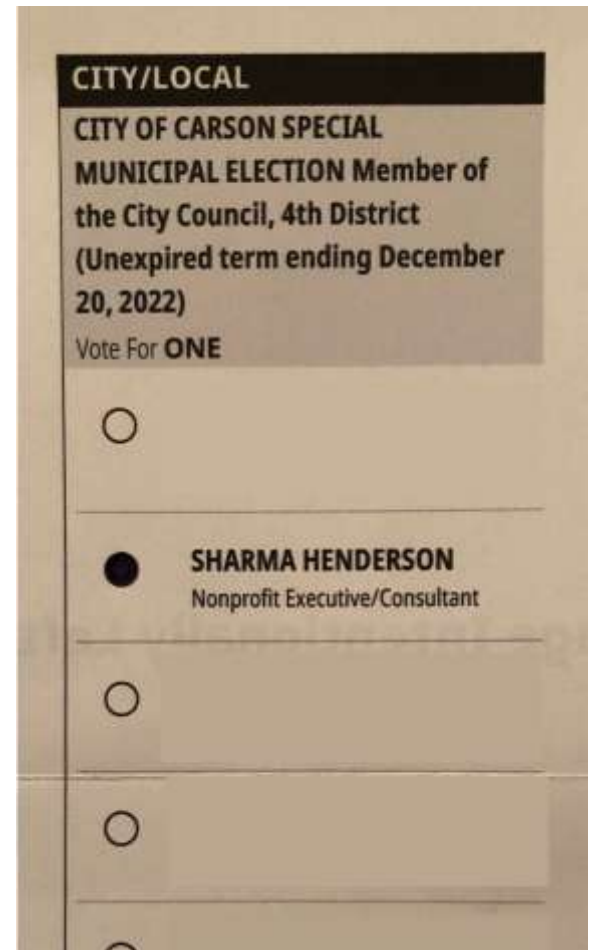 CITY/LOCAL
CITY OF CARSON SPECIAL
MUNICIPAL ELECTION Member of
the City Council, 4th District
(Unexpired term ending December
20, 2022)
Vote For ONE
SHARMA HENDERSON
Nonprofit Executive/Consultant